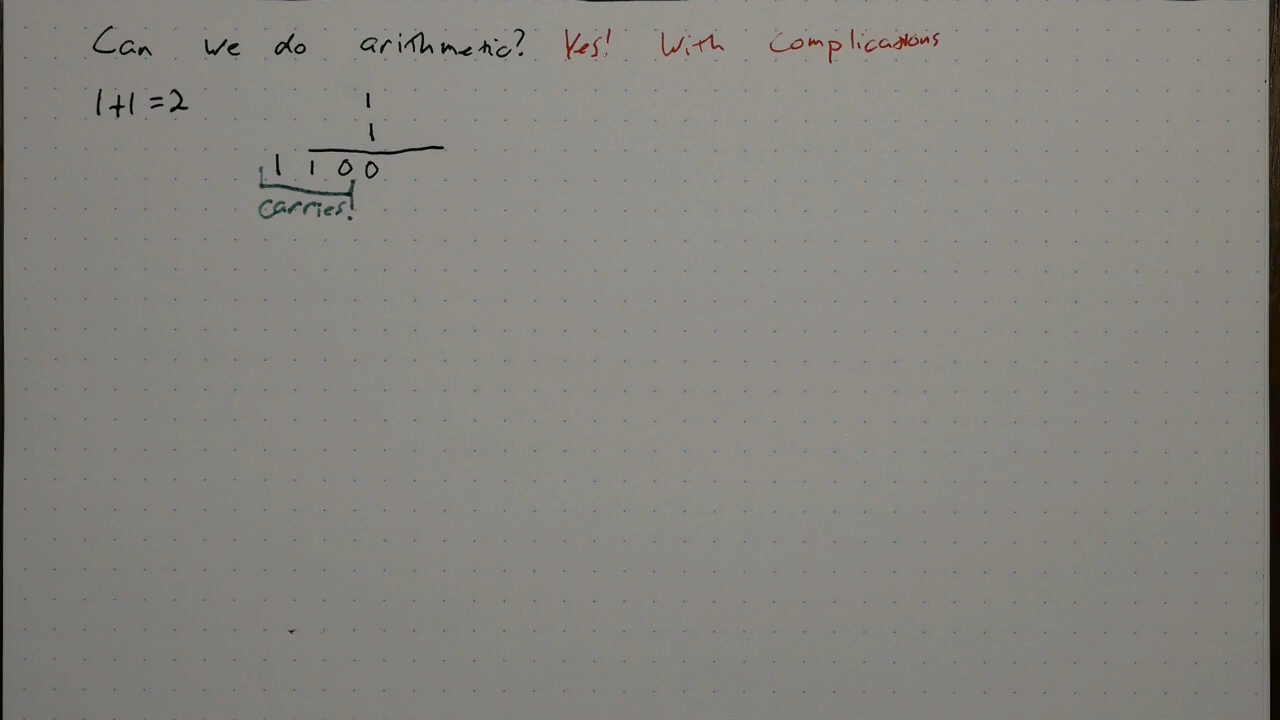 Can we do arithmetic? Yes! With Complications
1+1=2
1
1
1 1 0 0
carries!